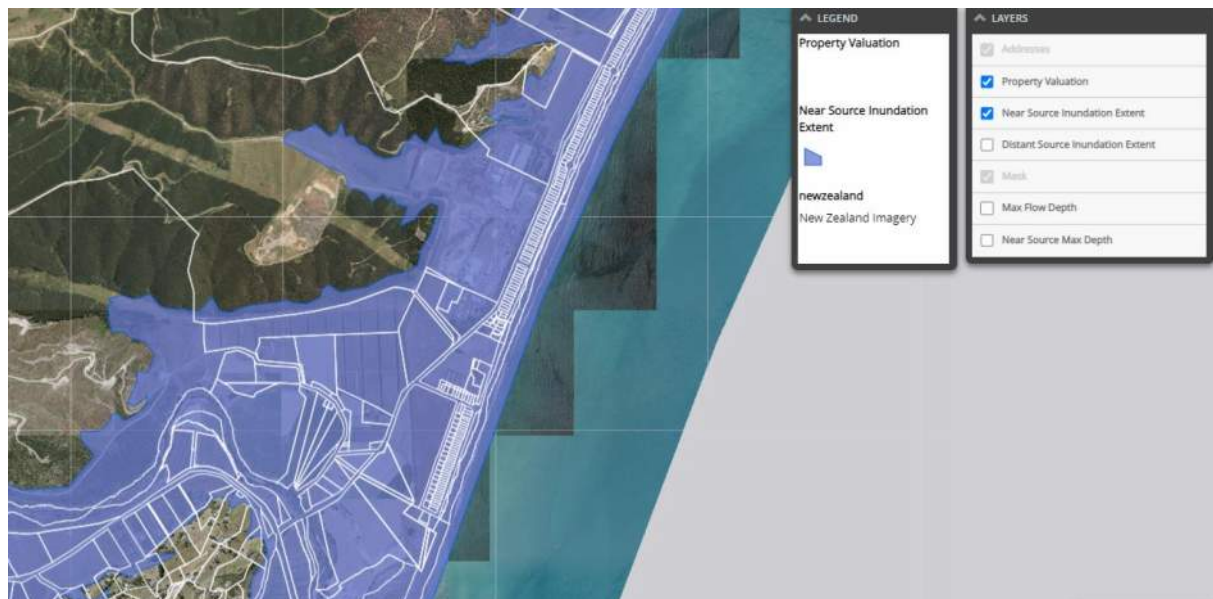 LEGEND
Property Valuation
Near Source Inundation
Extent
newzealand
New Zealand Imagery
LAYERS
Addresses
Property Valuation
Near Source Inundation Extent
Distant Source Inundation Extent
Mask
Max Flow Depth
Near Source Max Depth